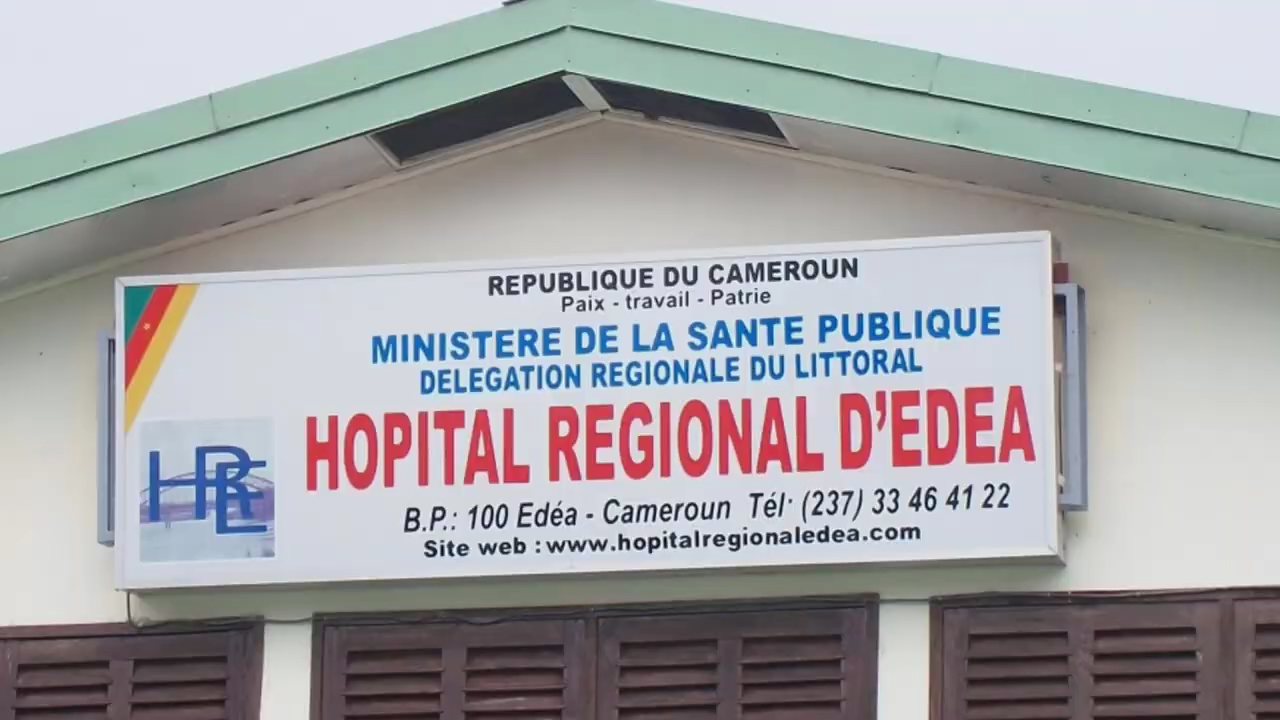 REPUBLIQUE DU CAMEROUN
Paix - travail - Patrie
MINISTERE DE LA SANTE PUBLIQUE
DELEGATION REGIONALE DU LITTORAL
HOPITAL REGIONAL D'EDEA
HRE
B.P.: 100 Edéa - Cameroun Tél: (237) 33 46 41 22
Site web : www.hopitalregionaledea.com